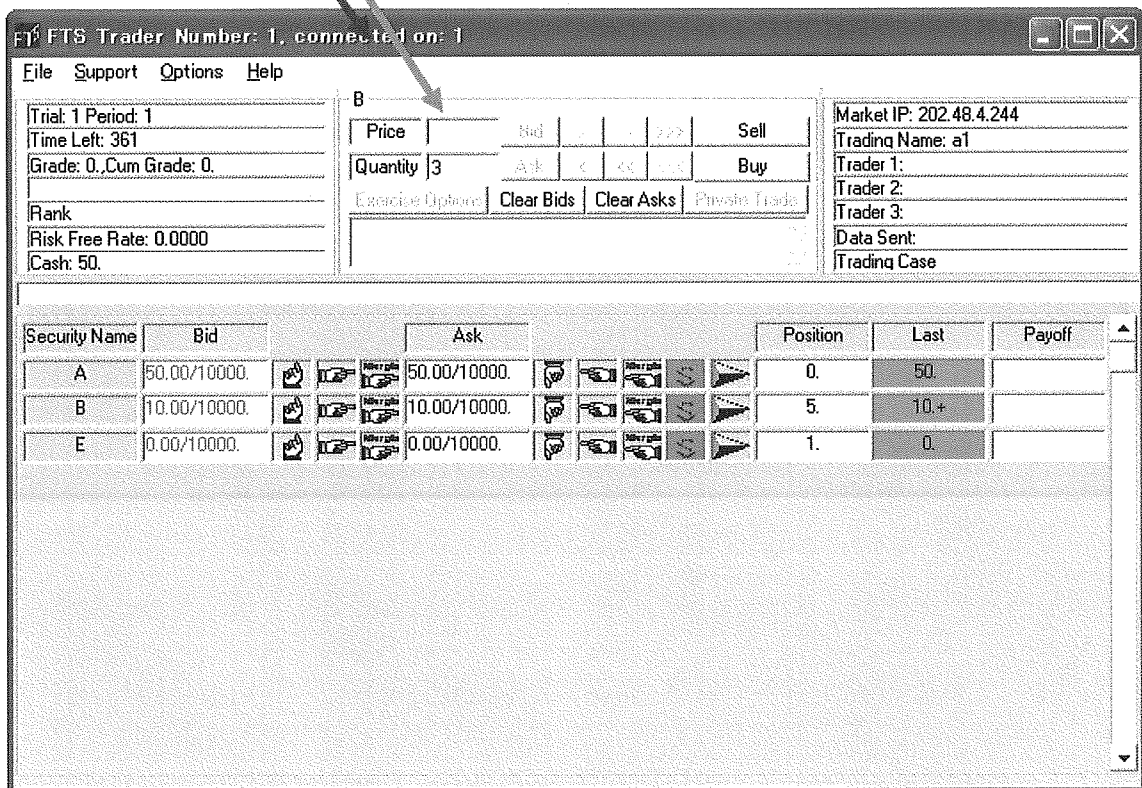 FTS Trader Number: 1, connected on: 1
File Support Options Help
Trial: 1 Period: 1
Time Left: 361
Grade: 0.,Cum Grade: 0.
Rank
Risk Free Rate: 0.0000
Cash: 50.
B
Price Bid > >> >>> Sell
Quantity 3 Ask < << <<< Buy
Exercise Options Clear Bids Clear Asks Private Trade
Market IP: 202.48.4.244
Trading Name: a1
Trader 1:
Trader 2:
Trader 3:
Data Sent:
Trading Case
Security Name Bid Ask Position Last Payoff
A 50.00/10000. 50.00/10000. S 0. 50.
B 10.00/10000. 10.00/10000. S 5. 10.+
E 0.00/10000. 0.00/10000. S 1. 0.